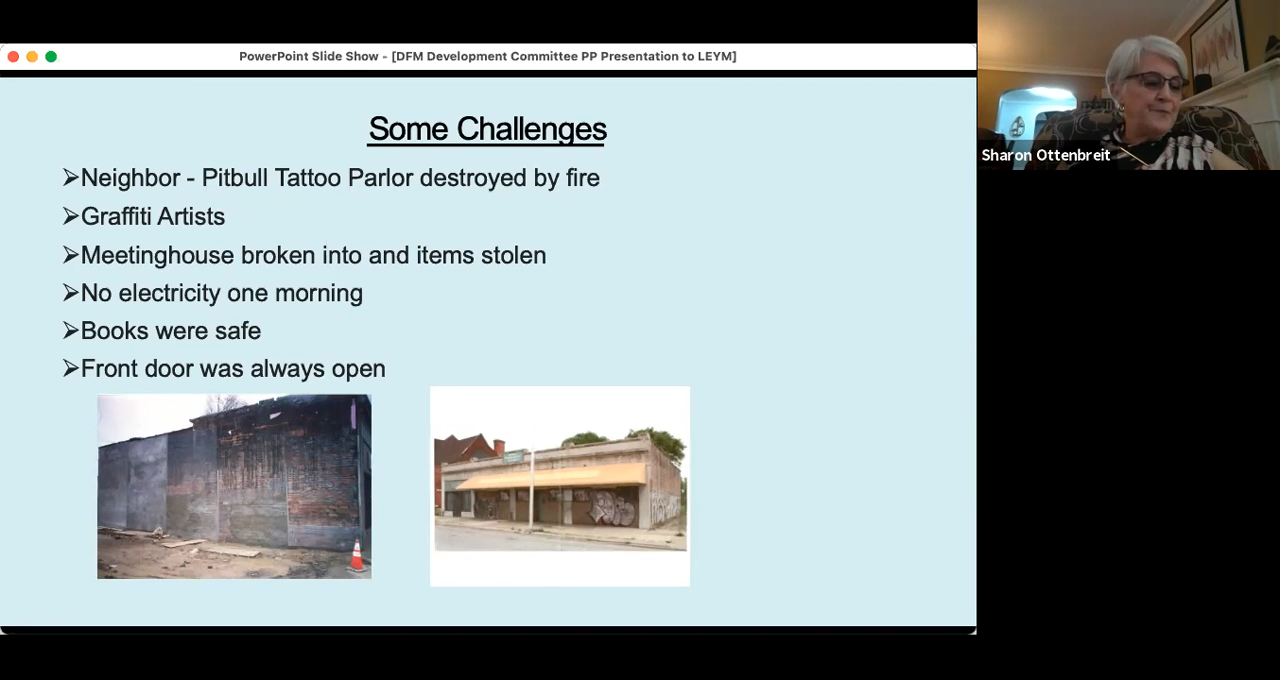 PowerPoint Slide Show - [DFM Development Committee PP Presentation to LEYM]
Some Challenges
➢Neighbor - Pitbull Tattoo Parlor destroyed by fire
➢Graffiti Artists
➢Meetinghouse broken into and items stolen
➢No electricity one morning
➢Books were safe
➢Front door was always open
Sharon Ottenbreit